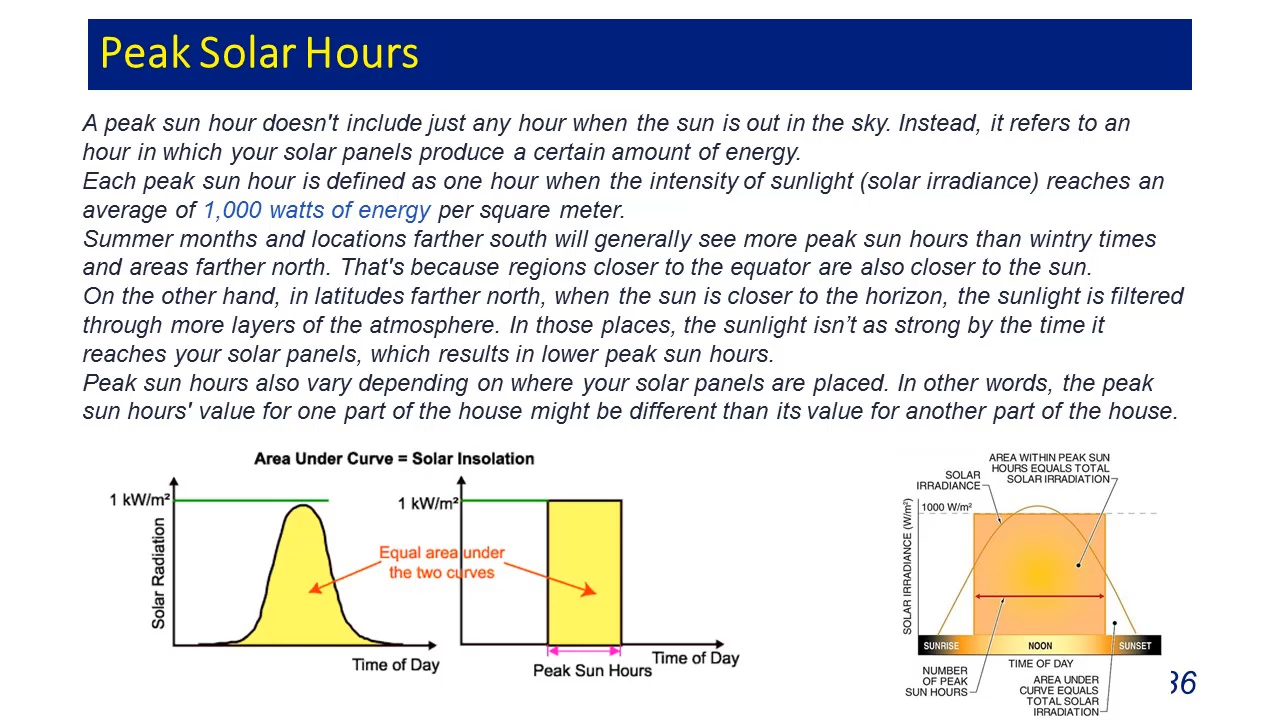 Peak Solar Hours
A peak sun hour doesn't include just any hour when the sun is out in the sky. Instead, it refers to an
hour in which your solar panels produce a certain amount of energy.
Each peak sun hour is defined as one hour when the intensity of sunlight (solar irradiance) reaches an
average of 1,000 watts of energy per square meter.
Summer months and locations farther south will generally see more peak sun hours than wintry times
and areas farther north. That's because regions closer to the equator are also closer to the sun.
On the other hand, in latitudes farther north, when the sun is closer to the horizon, the sunlight is filtered
through more layers of the atmosphere. In those places, the sunlight isn’t as strong by the time it
reaches your solar panels, which results in lower peak sun hours.
Peak sun hours also vary depending on where your solar panels are placed. In other words, the peak
sun hours' value for one part of the house might be different than its value for another part of the house.
Area Under Curve = Solar Insolation
1 kW/m²
Solar Radiation
Time of Day
Equal area under
the two curves
1 kW/m²
Peak Sun Hours
Time of Day
AREA WITHIN PEAK SUN
HOURS EQUALS TOTAL
SOLAR IRRADIATION
SOLAR
IRRADIANCE
1000 W/m²
SOLAR IRRADIANCE (W/m²)
SUNRISE
NOON
SUNSET
TIME OF DAY
NUMBER
OF PEAK
SUN HOURS
AREA UNDER
CURVE EQUALS
TOTAL SOLAR
IRRADIATION
36